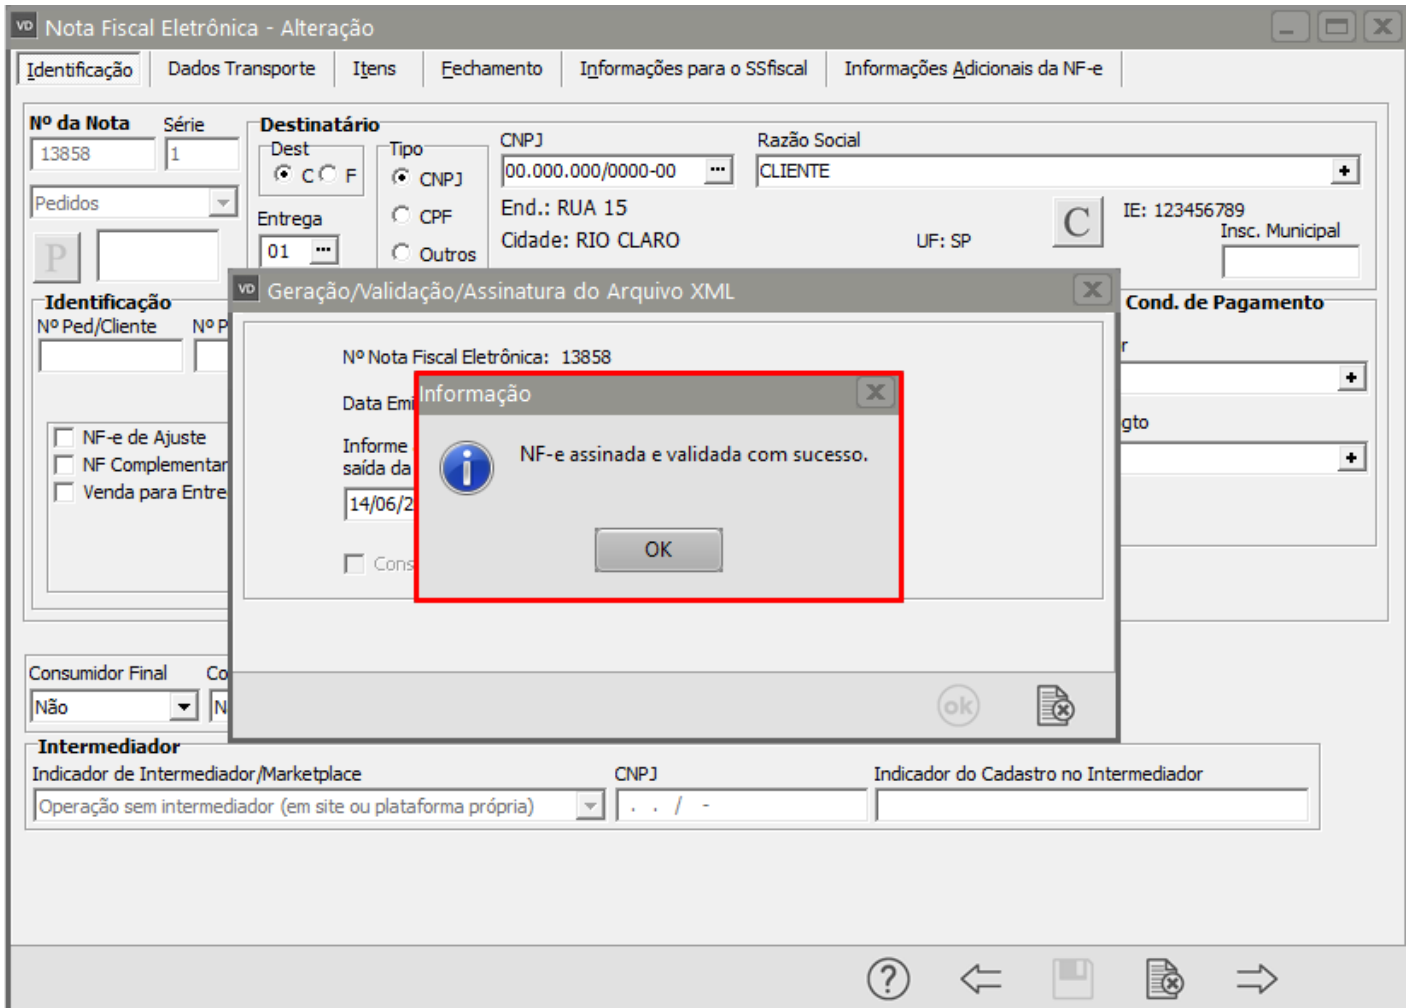 VD Nota Fiscal Eletrônica - Alteração
Identificação Dados Transporte Itens Fechamento Informações para o SSfiscal Informações Adicionais da NF-e
Nº da Nota Série Destinatário
13858 1
Dest Tipo CNPJ Razão Social
C F CNPJ 00.000.000/0000-00 ... CLIENTE +
Pedidos CPF End.: RUA 15 IE: 123456789
Entrega Cidade: RIO CLARO UF: SP C Insc. Municipal
P 01 ... Outros
VD Geração/Validação/Assinatura do Arquivo XML
Identificação Cond. de Pagamento
Nº Ped/Cliente Nº P
r
+
Nº Nota Fiscal Eletrônica: 13858
Data Emi
Informação
gto
+
NF-e de Ajuste
NF Complementar
Venda para Entre
Informe
saída da
14/06/2
Cons
NF-e assinada e validada com sucesso.
OK
Consumidor Final Co
Não N
ok
Intermediador
Indicador de Intermediador/Marketplace CNPJ Indicador do Cadastro no Intermediador
Operação sem intermediador (em site ou plataforma própria) . . / -
?